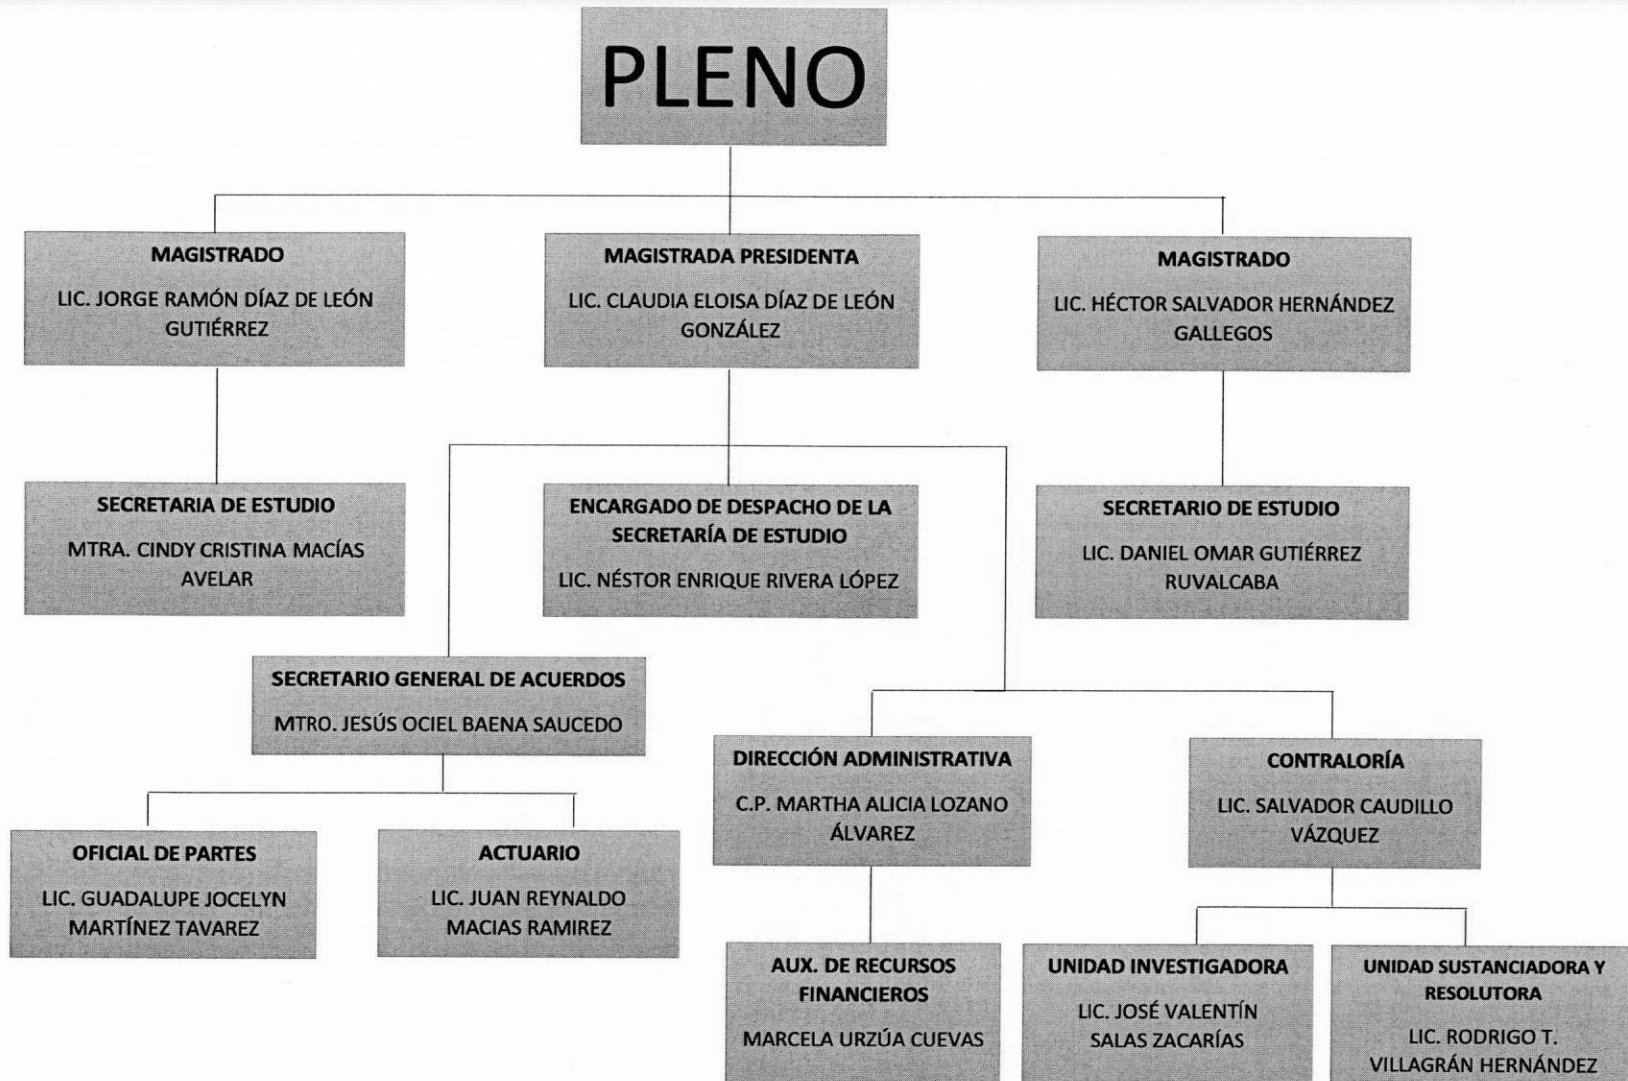 PLENO
MAGISTRADO
LIC. JORGE RAMÓN DÍAZ DE LEÓN
GUTIÉRREZ
MAGISTRADA PRESIDENTA
LIC. CLAUDIA ELOISA DÍAZ DE LEÓN
GONZÁLEZ
MAGISTRADO
LIC. HÉCTOR SALVADOR HERNÁNDEZ
GALLEGOS
SECRETARIA DE ESTUDIO
MTRA. CINDY CRISTINA MACÍAS
AVELAR
ENCARGADO DE DESPACHO DE LA
SECRETARÍA DE ESTUDIO
LIC. NÉSTOR ENRIQUE RIVERA LÓPEZ
SECRETARIO DE ESTUDIO
LIC. DANIEL OMAR GUTIÉRREZ
RUVALCABA
SECRETARIO GENERAL DE ACUERDOS
MTRO. JESÚS OCIEL BAENA SAUCEDO
DIRECCIÓN ADMINISTRATIVA
C.P. MARTHA ALICIA LOZANO
ÁLVAREZ
CONTRALORÍA
LIC. SALVADOR CAUDILLO
VÁZQUEZ
OFICIAL DE PARTES
LIC. GUADALUPE JOCELYN
MARTÍNEZ TAVAREZ
ACTUARIO
LIC. JUAN REYNALDO
MACIAS RAMIREZ
AUX. DE RECURSOS
FINANCIEROS
MARCELA URZÚA CUEVAS
UNIDAD INVESTIGADORA
LIC. JOSÉ VALENTÍN
SALAS ZACARÍAS
UNIDAD SUSTANCIADORA Y
RESOLUTORA
LIC. RODRIGO T.
VILLAGRÁN HERNÁNDEZ